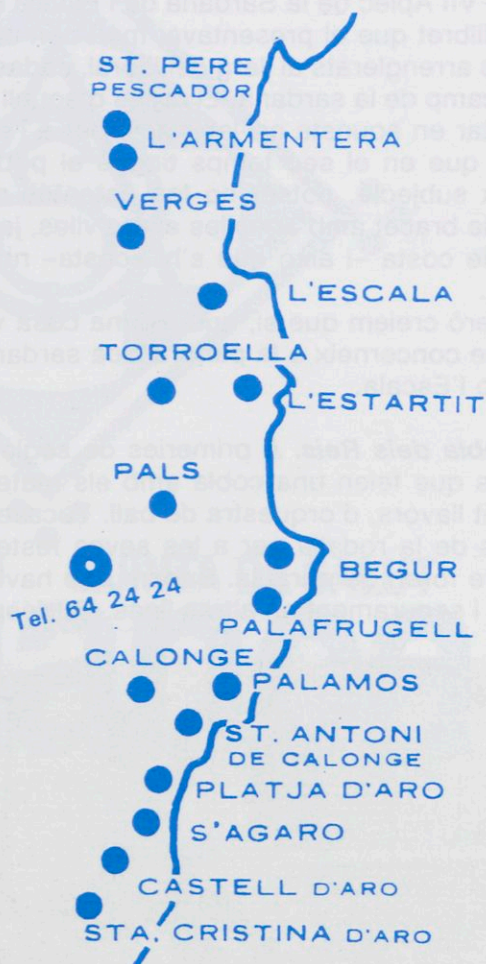 ST. PERE
PESCADOR
L'ARMENTERA
VERGES
L'ESCALA
TORROELLA
L'ESTARTIT
PALS
BEGUR
Tel. 64 24 24
PALAFRUGELL
CALONGE
PALAMOS
ST. ANTONI
DE CALONGE
PLATJA D'ARO
S'AGARO
CASTELL D'ARO
STA. CRISTINA D'ARO